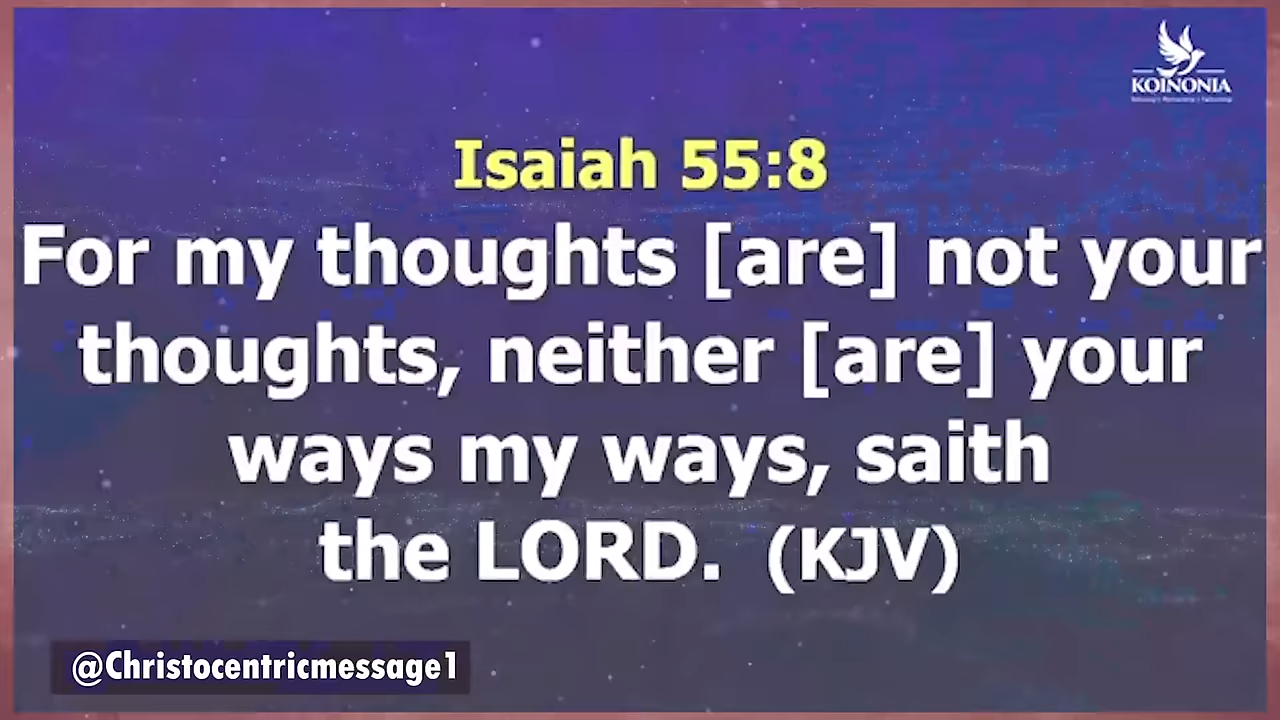 KOINONIA
Isaiah 55:8
For my thoughts [are] not your
thoughts, neither [are] your
ways my ways, saith
the LORD. (KJV)
@Christocentricmessage1